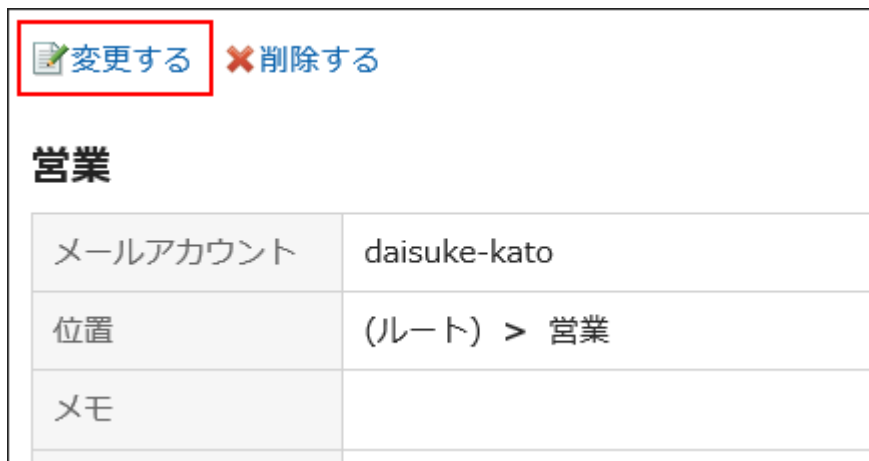 変更する 削除する
営業
メールアカウント daisuke-kato
位置 (ルート) > 営業
メモ